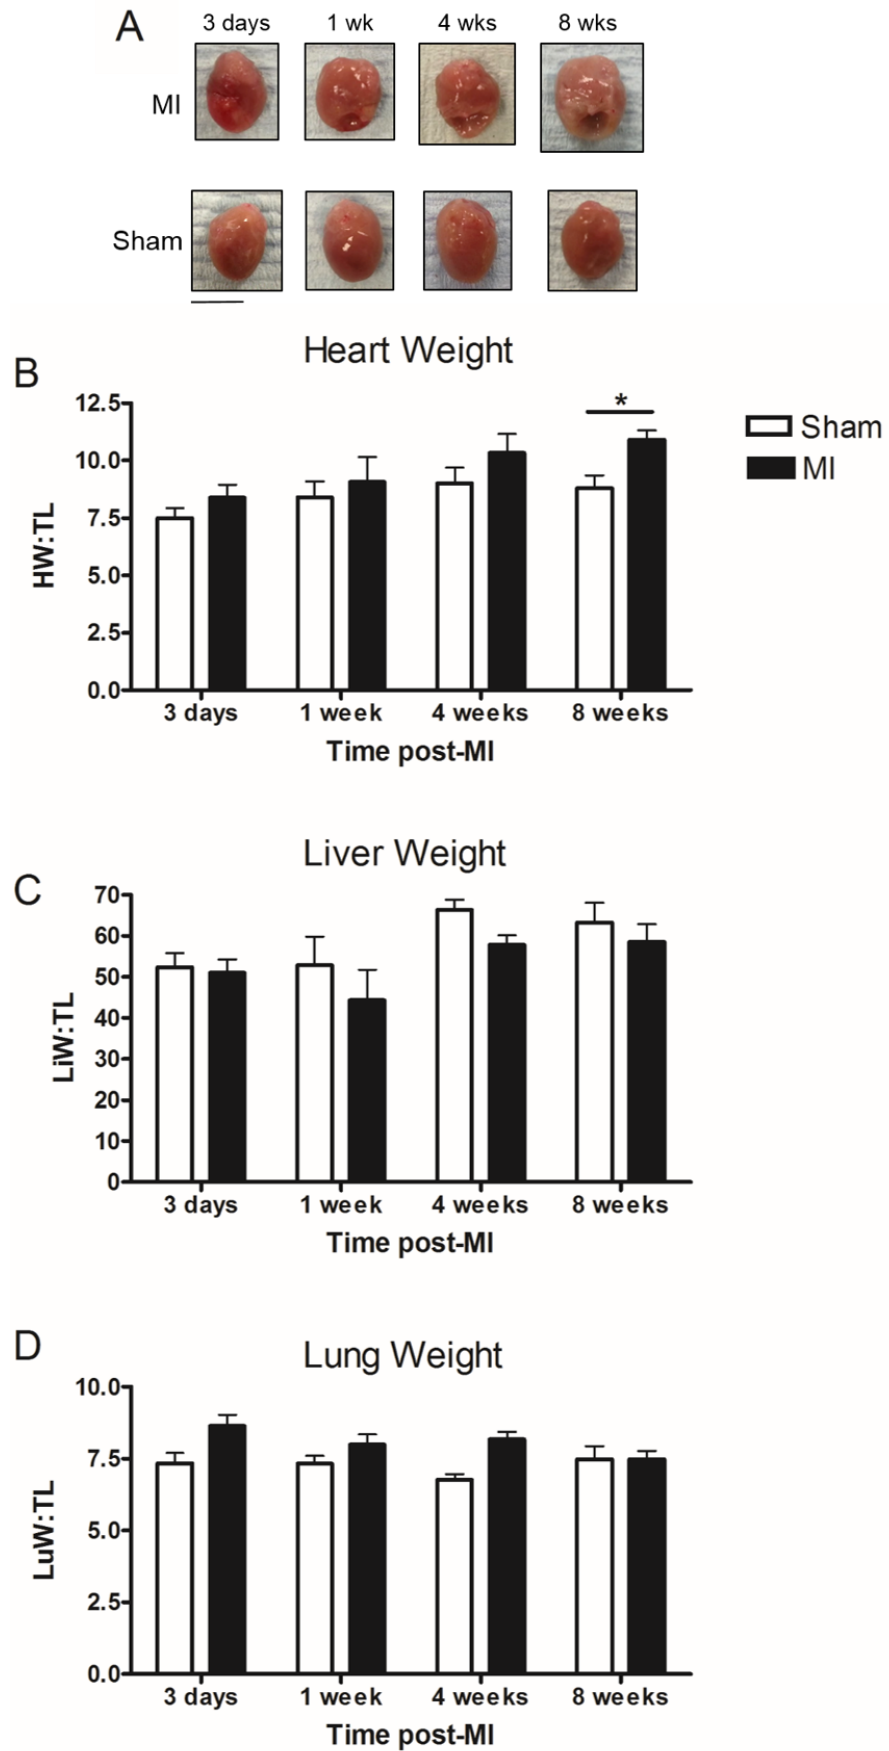 A
3 days 1 wk 4 wks 8 wks
MI
Sham
B
Heart Weight
12.5
10.0
7.5
5.0
2.5
0.0
HW:TL
*
Sham
MI
3 days 1 week 4 weeks 8 weeks
Time post-MI
C
Liver Weight
70
60
50
40
30
20
10
0
LiW:TL
3 days 1 week 4 weeks 8 weeks
Time post-MI
D
Lung Weight
10.0
7.5
5.0
2.5
0.0
LuW:TL
3 days 1 week 4 weeks 8 weeks
Time post-MI